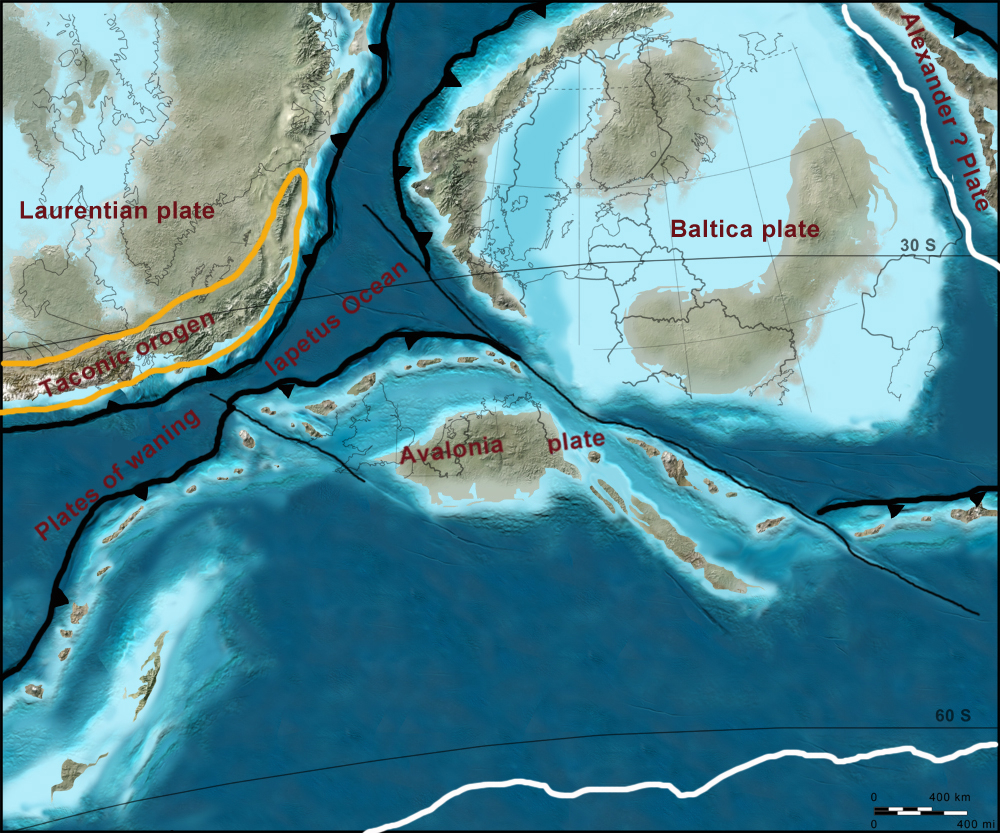 Alexander ? Plate
Laurentian plate
Baltica plate
30 S
Iapetus Ocean
Taconic orogen
Avalonia plate
Plates of waning
60 S
0 400 km
0 400 mi